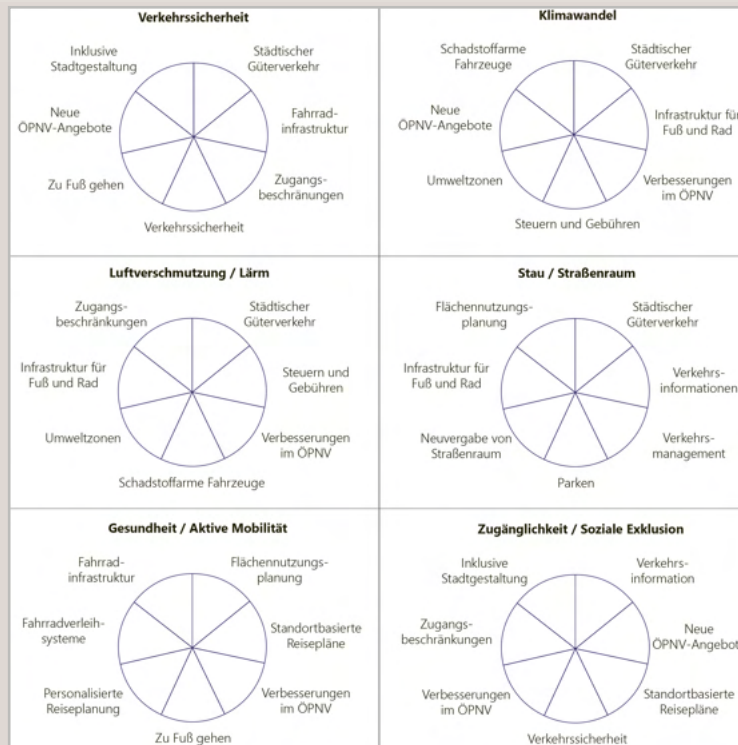 Verkehrssicherheit
Inklusive
Stadtgestaltung
Städtischer
Güterverkehr
Neue
ÖPNV-Angebote
Fahrrad-
infrastruktur
Zu Fuß gehen
Zugangs-
beschränungen
Verkehrssicherheit
Klimawandel
Schadstoffarme
Fahrzeuge
Städtischer
Güterverkehr
Neue
ÖPNV-Angebote
Infrastruktur für
Fuß und Rad
Umweltzonen
Verbesserungen
im ÖPNV
Steuern und Gebühren
Luftverschmutzung / Lärm
Zugangs-
beschränkungen
Städtischer
Güterverkehr
Infrastruktur für
Fuß und Rad
Steuern und
Gebühren
Umweltzonen
Verbesserungen
im ÖPNV
Schadstoffarme Fahrzeuge
Stau / Straßenraum
Flächennutzungs-
planung
Städtischer
Güterverkehr
Infrastruktur für
Fuß und Rad
Verkehrs-
informationen
Neuvergabe von
Straßenraum
Verkehrs-
management
Parken
Gesundheit / Aktive Mobilität
Fahrrad-
infrastruktur
Flächennutzungs-
planung
Fahrradverleih-
systeme
Standortbasierte
Reisepläne
Personalisierte
Reiseplanung
Verbesserungen
im ÖPNV
Zu Fuß gehen
Zugänglichkeit / Soziale Exklusion
Inklusive
Stadtgestaltung
Verkehrs-
information
Zugangs-
beschränkungen
Neue
ÖPNV-Angebot
Verbesserungen
im ÖPNV
Standortbasierte
Reisepläne
Verkehrssicherheit